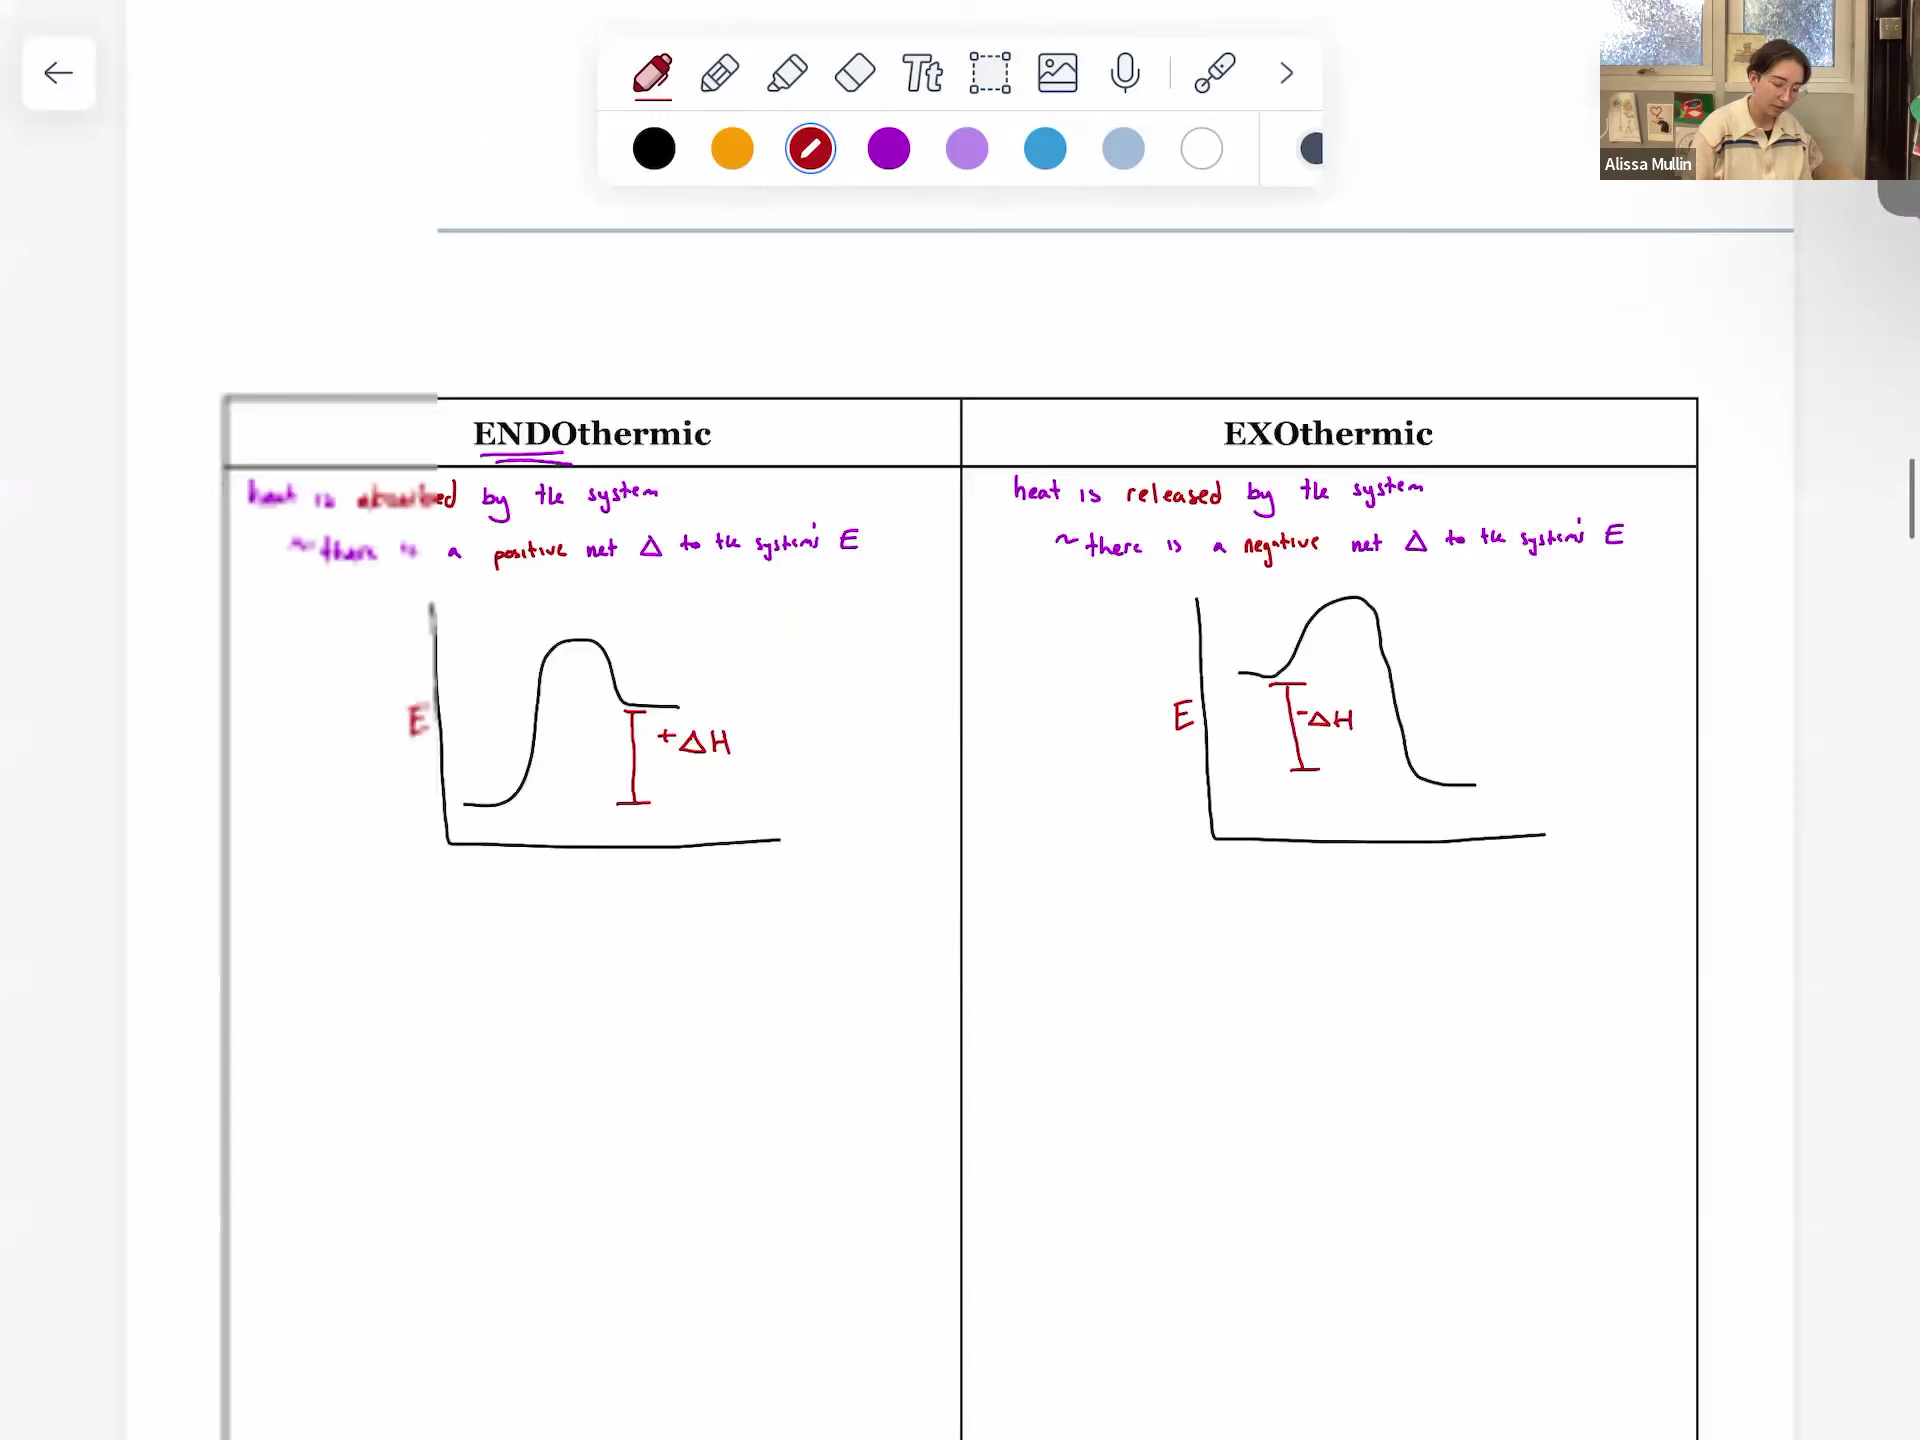 Tt
Alissa Mullin
ENDOthermic
EXOthermic
heat is absorbed by the system
~ there is a positive net Δ to the system's E
heat is released by the system
~ there is a negative net Δ to the system's E
E
+ΔH
E
-ΔH